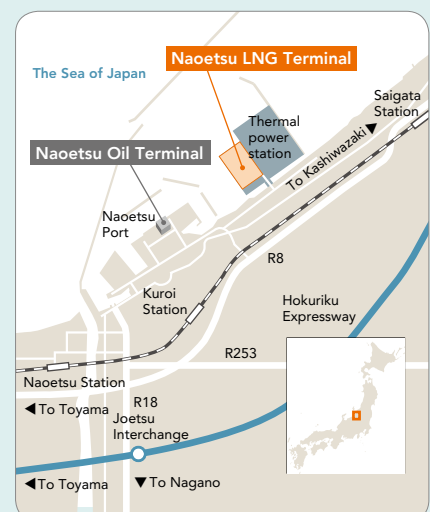 Naoetsu LNG Terminal
The Sea of Japan
Saigata
Station
Thermal
power
station
To Kashiwazaki▲
Naoetsu Oil Terminal
Naoetsu
Port
R8
Kuroi
Station
Hokuriku
Expressway
R253
Naoetsu Station
◀To Toyama
R18
Joetsu
Interchange
◀To Toyama
▼To Nagano